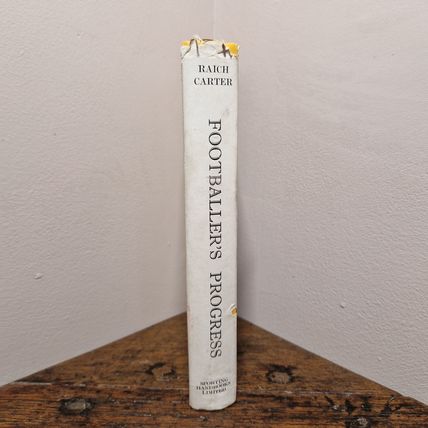 RAICH
CARTER
FOOTBALLER'S PROGRESS
SPORTING
HANDBOOKS
LIMITED